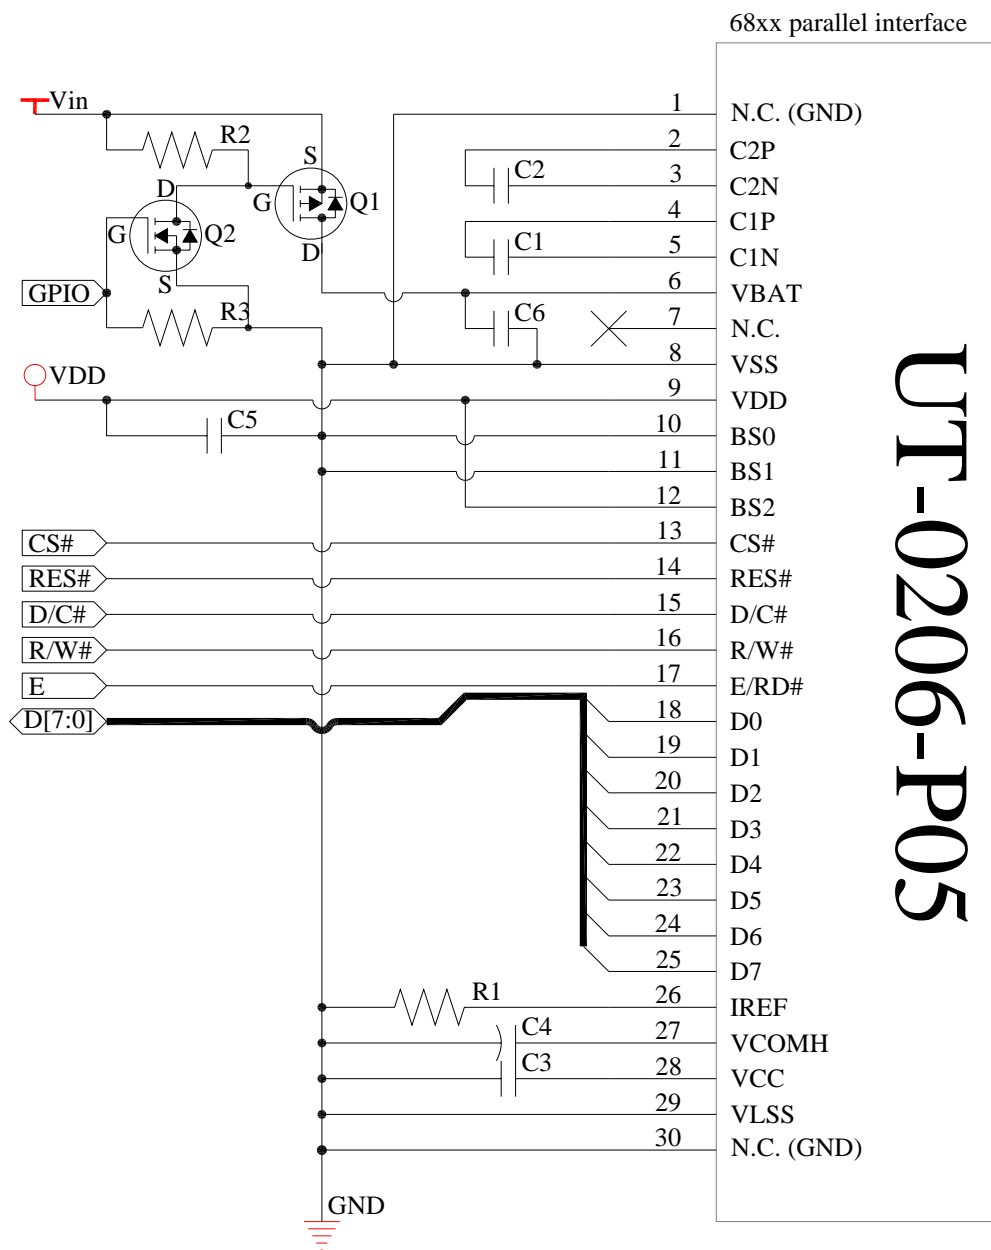 68xx parallel interface
Vin
R2
S
D
G
Q1
G
Q2
D
S
GPIO
R3
VDD
C5
C2
C1
C6
1 N.C. (GND)
2 C2P
3 C2N
4 C1P
5 C1N
6 VBAT
7 N.C.
8 VSS
9 VDD
10 BS0
11 BS1
12 BS2
CS# 13 CS#
RES# 14 RES#
D/C# 15 D/C#
R/W# 16 R/W#
E 17 E/RD#
D[7:0] 18 D0
19 D1
20 D2
21 D3
22 D4
23 D5
24 D6
25 D7
R1 26 IREF
C4 27 VCOMH
C3 28 VCC
29 VLSS
30 N.C. (GND)
GND
UT-0206-P05